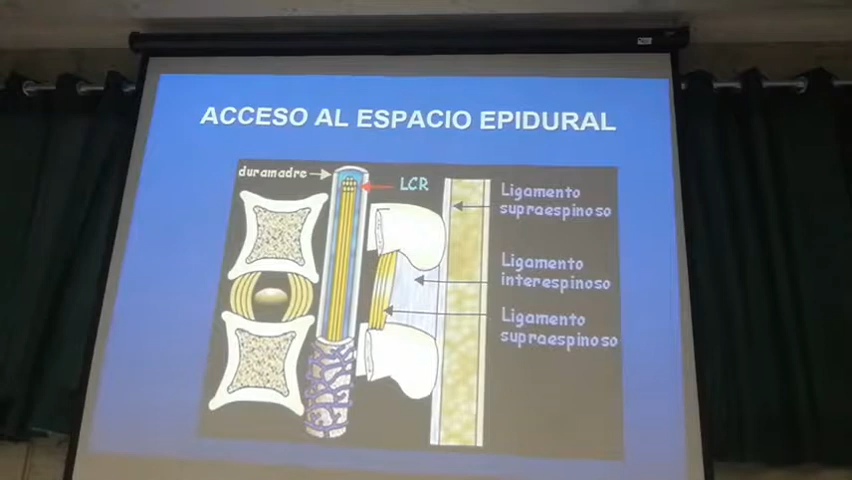 ACCESO AL ESPACIO EPIDURAL
duramadre
LCR
Ligamento
supraespinoso
Ligamento
interespinoso
Ligamento
supraespinoso